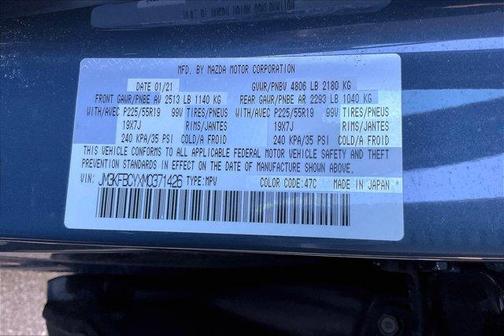 MFD. BY MAZDA MOTOR CORPORATION
DATE 01/21 GVWR/PNBV 4806 LB 2180 KG
FRONT GAWR/PNBE AV 2513 LB 1140 KG REAR GAWR/PNBE AR 2293 LB 1040 KG
WITH/AVEC P225/55R19 99V TIRES/PNEUS WITH/AVEC P225/55R19 99V TIRES/PNEUS
19X7J RIMS/JANTES 19X7J RIMS/JANTES
240 KPA/35 PSI COLD/A FROID 240 KPA/35 PSI COLD/A FROID
THIS VEHICLE CONFORMS TO ALL APPLICABLE FEDERAL MOTOR VEHICLE SAFETY AND THEFT
PREVENTION STANDARDS IN EFFECT ON THE DATE OF MANUFACTURE SHOWN ABOVE.
VIN: JM3KFBCYXM0371426 TYPE:MPV COLOR CODE:47C MADE IN JAPAN